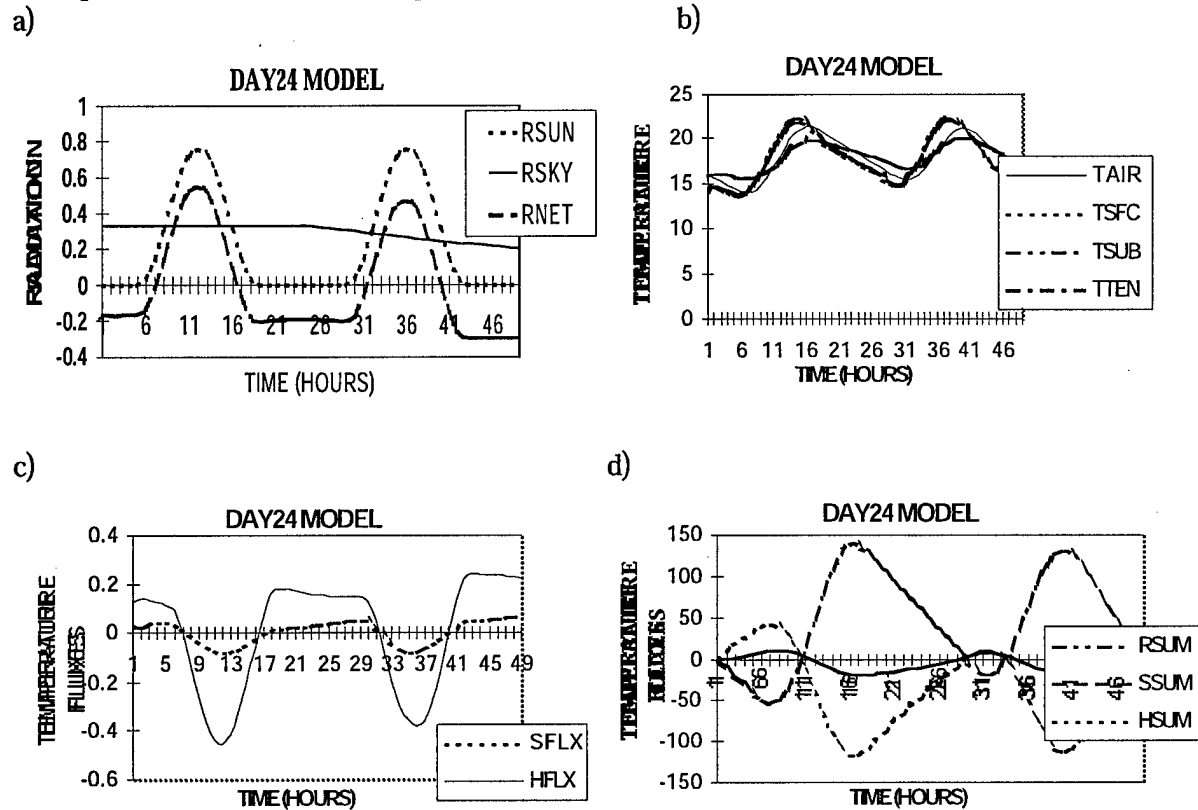 a)
DAY24 MODEL
1
0.8
0.6
0.4
0.2
0
-0.2
-0.4
6
11
16
21
26
31
36
41
46
TIME (HOURS)
RSUN
RSKY
RNET
b)
DAY24 MODEL
25
20
15
10
5
0
1 6 11 16 21 26 31 36 41 46
TIME (HOURS)
TAIR
TSFC
TSUB
TTEN
c)
DAY24 MODEL
0.4
0.2
0
-0.2
-0.4
-0.6
1 5 9 13 17 21 25 29 33 37 41 45 49
TIME (HOURS)
SFLX
HFLX
d)
DAY24 MODEL
150
100
50
0
-50
-100
-150
TIME (HOURS)
RSUM
SSUM
HSUM